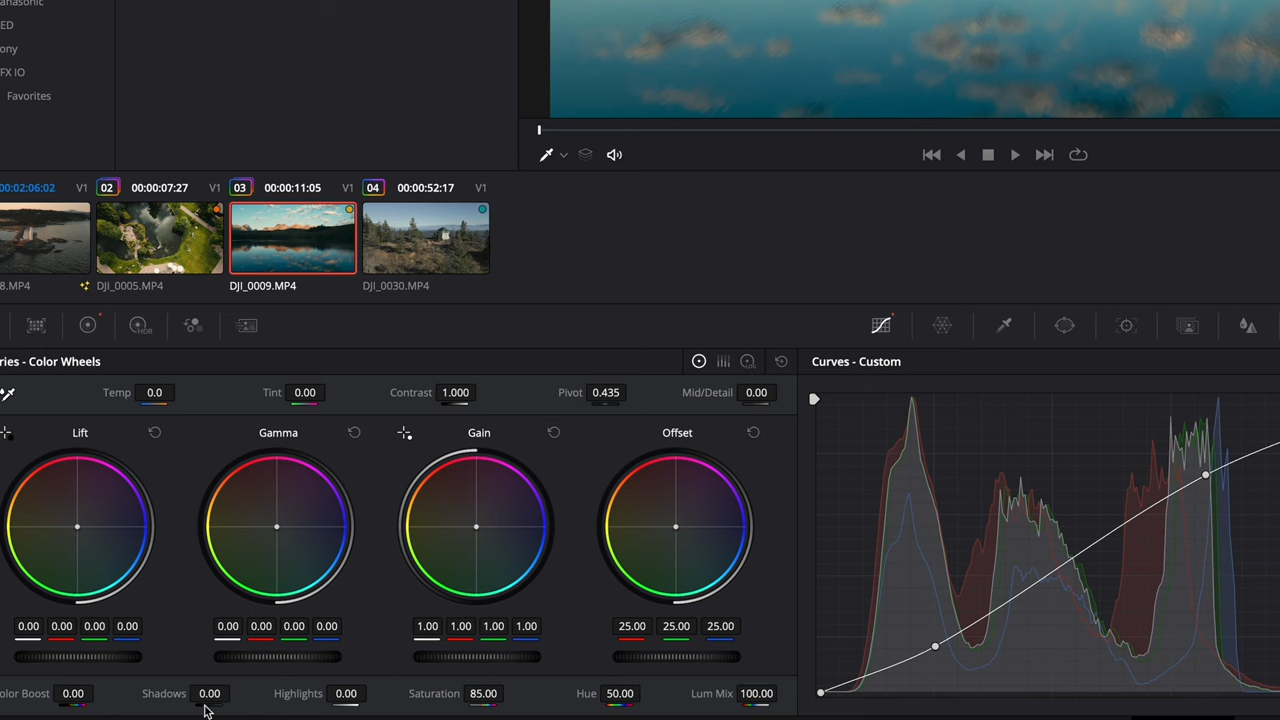 anasonic
ED
ony
FX IO
Favorites
00:02:06:02 V1 02 00:00:07:27 V1 03 00:00:11:05 V1 04 00:00:52:17 V1
8.MP4 DJI_0005.MP4 DJI_0009.MP4 DJI_0030.MP4
HDR
ries - Color Wheels
Curves - Custom
Temp 0.0 Tint 0.00 Contrast 1.000 Pivot 0.435 Mid/Detail 0.00
Lift Gamma Gain Offset
0.00 0.00 0.00 0.00 0.00 0.00 0.00 0.00 1.00 1.00 1.00 1.00 25.00 25.00 25.00
olor Boost 0.00 Shadows 0.00 Highlights 0.00 Saturation 85.00 Hue 50.00 Lum Mix 100.00